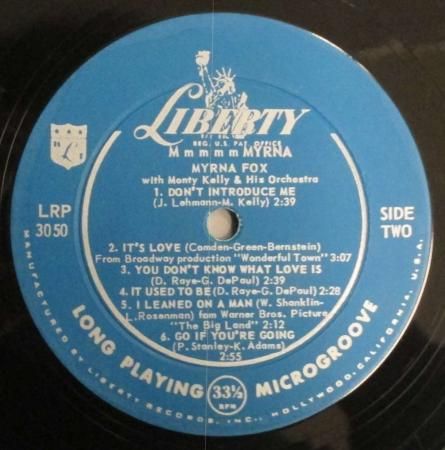 LIBERTY
REG. U.S. PAT. OFFICE
M m m m m MYRNA
MYRNA FOX
with Monty Kelly & His Orchestra
1. DON'T INTRODUCE ME
(J. Lehmann-M. Kelly) 2:39
"L"
LRP
3050
SIDE
TWO
2. IT'S LOVE (Comden-Green-Bernstein)
From Broadway production "Wonderful Town" 3:07
3. YOU DON'T KNOW WHAT LOVE IS
(D. Raye-G. DePaul) 2:49
4. IT USED TO BE (D. Raye-G. DePaul) 2:28
5. I LEANED ON A MAN (W. Shanklin-
L. Rosenman) fom Warner Bros. Picture
"The Big Land" 2:12
6. GO IF YOU'RE GOING
(P. Stanley-K. Adams)
2:55
LONG PLAYING 33⅓ RPM MICROGROOVE
MANUFACTURED BY LIBERTY RECORDS, INC., HOLLYWOOD, CALIFORNIA, U.S.A.